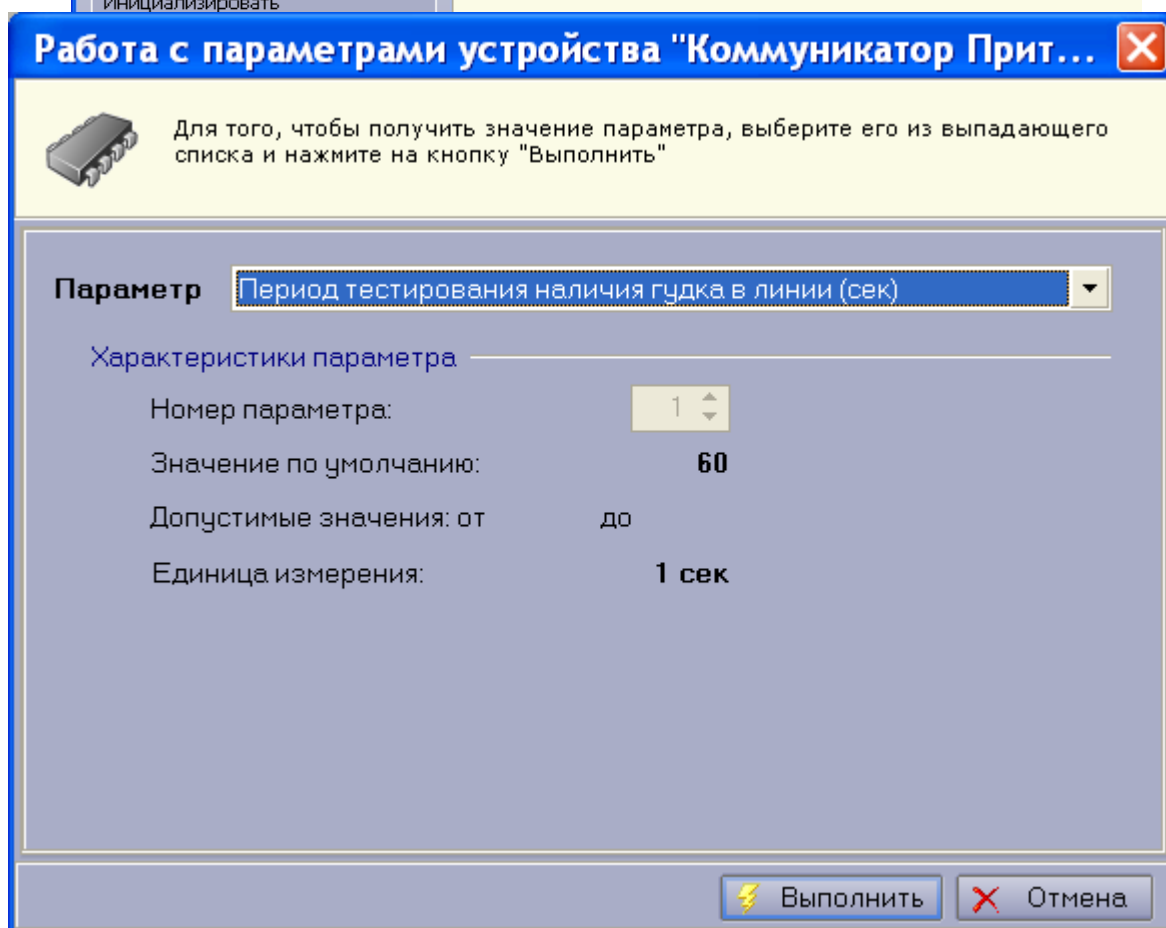 Инициализировать
Работа с параметрами устройства "Коммуникатор Прит...
Для того, чтобы получить значение параметра, выберите его из выпадающего
списка и нажмите на кнопку "Выполнить"
Параметр Период тестирования наличия гудка в линии (сек)
Характеристики параметра
Номер параметра: 1
Значение по умолчанию: 60
Допустимые значения: от до
Единица измерения: 1 сек
Выполнить Отмена